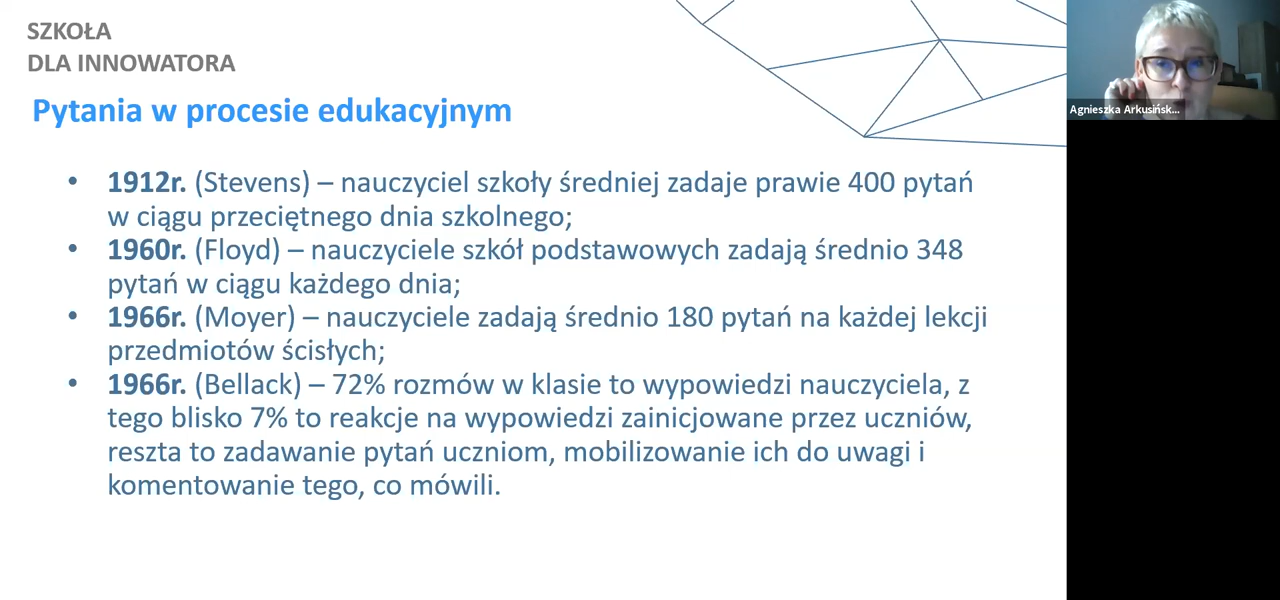 SZKOŁA
DLA INNOWATORA
Pytania w procesie edukacyjnym
• 1912r. (Stevens) – nauczyciel szkoły średniej zadaje prawie 400 pytań
w ciągu przeciętnego dnia szkolnego;
• 1960r. (Floyd) – nauczyciele szkół podstawowych zadają średnio 348
pytań w ciągu każdego dnia;
• 1966r. (Moyer) – nauczyciele zadają średnio 180 pytań na każdej lekcji
przedmiotów ścisłych;
• 1966r. (Bellack) – 72% rozmów w klasie to wypowiedzi nauczyciela, z
tego blisko 7% to reakcje na wypowiedzi zainicjowane przez uczniów,
reszta to zadawanie pytań uczniom, mobilizowanie ich do uwagi i
komentowanie tego, co mówili.
Agnieszka Arkusińsk...